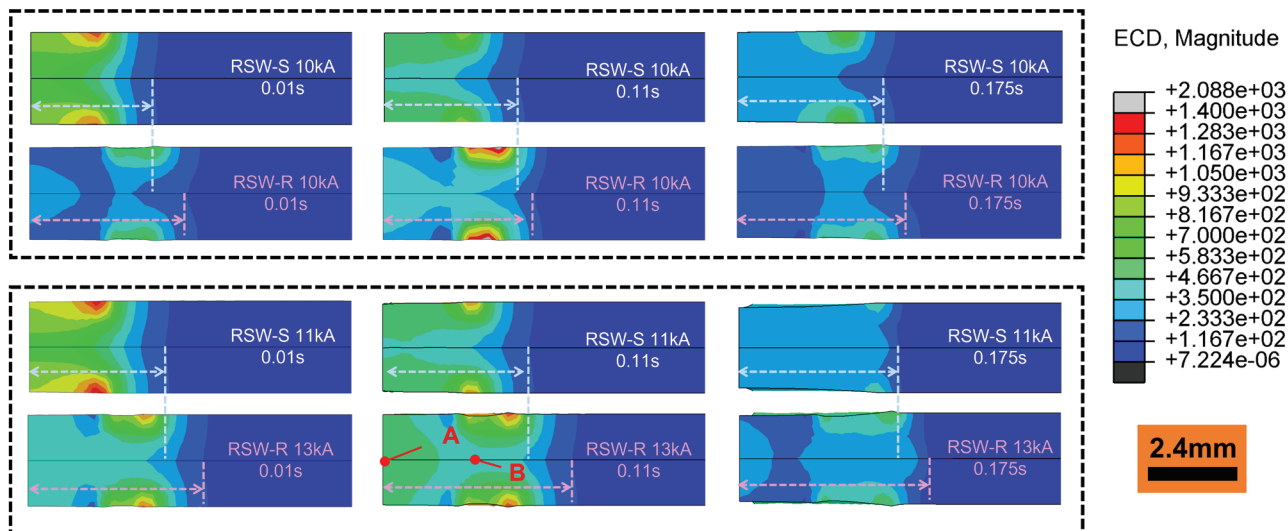 RSW-S 10kA
0.01s
RSW-S 10kA
0.11s
RSW-S 10kA
0.175s
RSW-R 10kA
0.01s
RSW-R 10kA
0.11s
RSW-R 10kA
0.175s
RSW-S 11kA
0.01s
RSW-S 11kA
0.11s
RSW-S 11kA
0.175s
RSW-R 13kA
0.01s
A
B
RSW-R 13kA
0.11s
RSW-R 13kA
0.175s
ECD, Magnitude
+2.088e+03
+1.400e+03
+1.283e+03
+1.167e+03
+1.050e+03
+9.333e+02
+8.167e+02
+7.000e+02
+5.833e+02
+4.667e+02
+3.500e+02
+2.333e+02
+1.167e+02
+7.224e-06
2.4mm